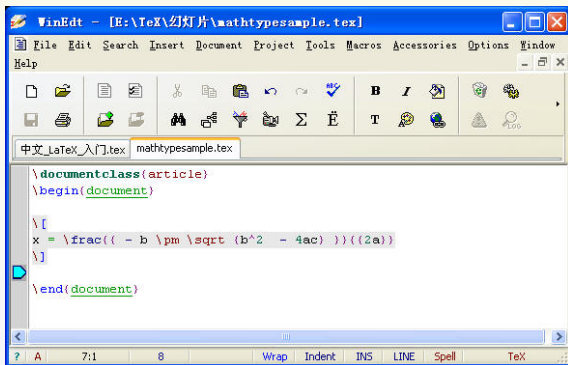 WinEdt - [E:\TeX\幻灯片\mathtypesample.tex]
File Edit Search Insert Document Project Tools Macros Accessories Options Window
Help
ABC
B I
Σ Ë T LOG
中文_LaTeX_入门.tex mathtypesample.tex
\documentclass{article}
\begin{document}
\[
x = \frac{{ - b \pm \sqrt {b^2 - 4ac} }}{{2a}}
\]
\end{document}
? A 7:1 8 Wrap Indent INS LINE Spell TeX